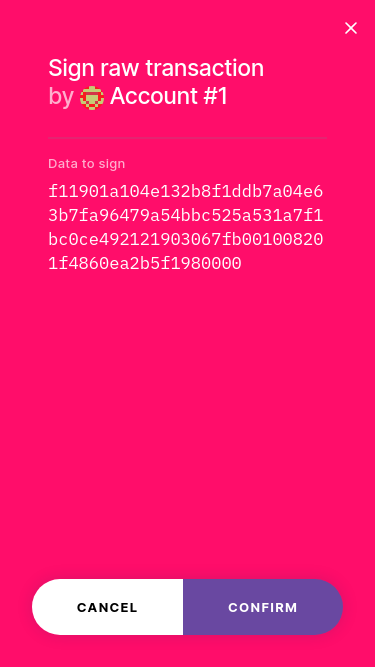 Sign raw transaction
by Account #1
Data to sign
f11901a104e132b8f1ddb7a04e6
3b7fa96479a54bbc525a531a7f1
bc0ce492121903067fb00100820
1f4860ea2b5f1980000
CANCEL CONFIRM